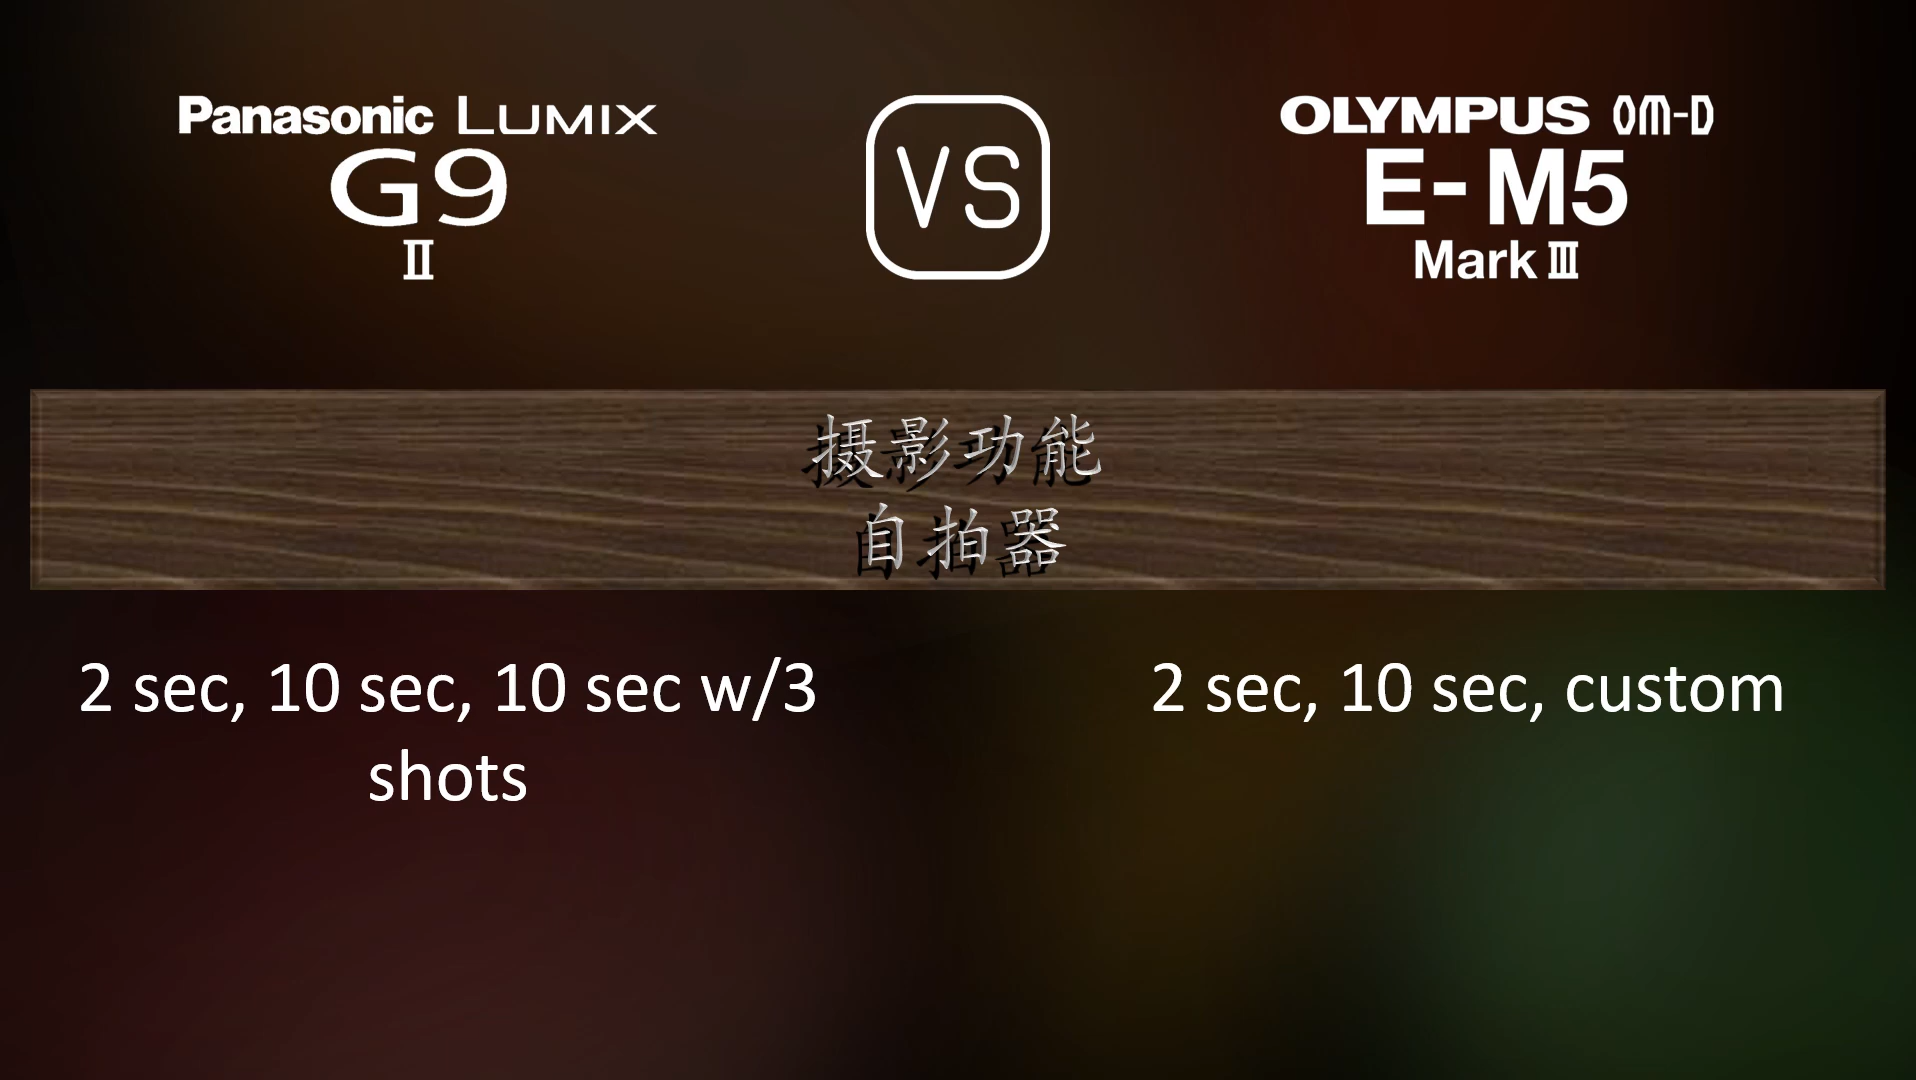 Panasonic LUMIX
G9
II
VS
OLYMPUS OM-D
E-M5
Mark III
摄影功能
自拍器
2 sec, 10 sec, 10 sec w/3
shots
2 sec, 10 sec, custom